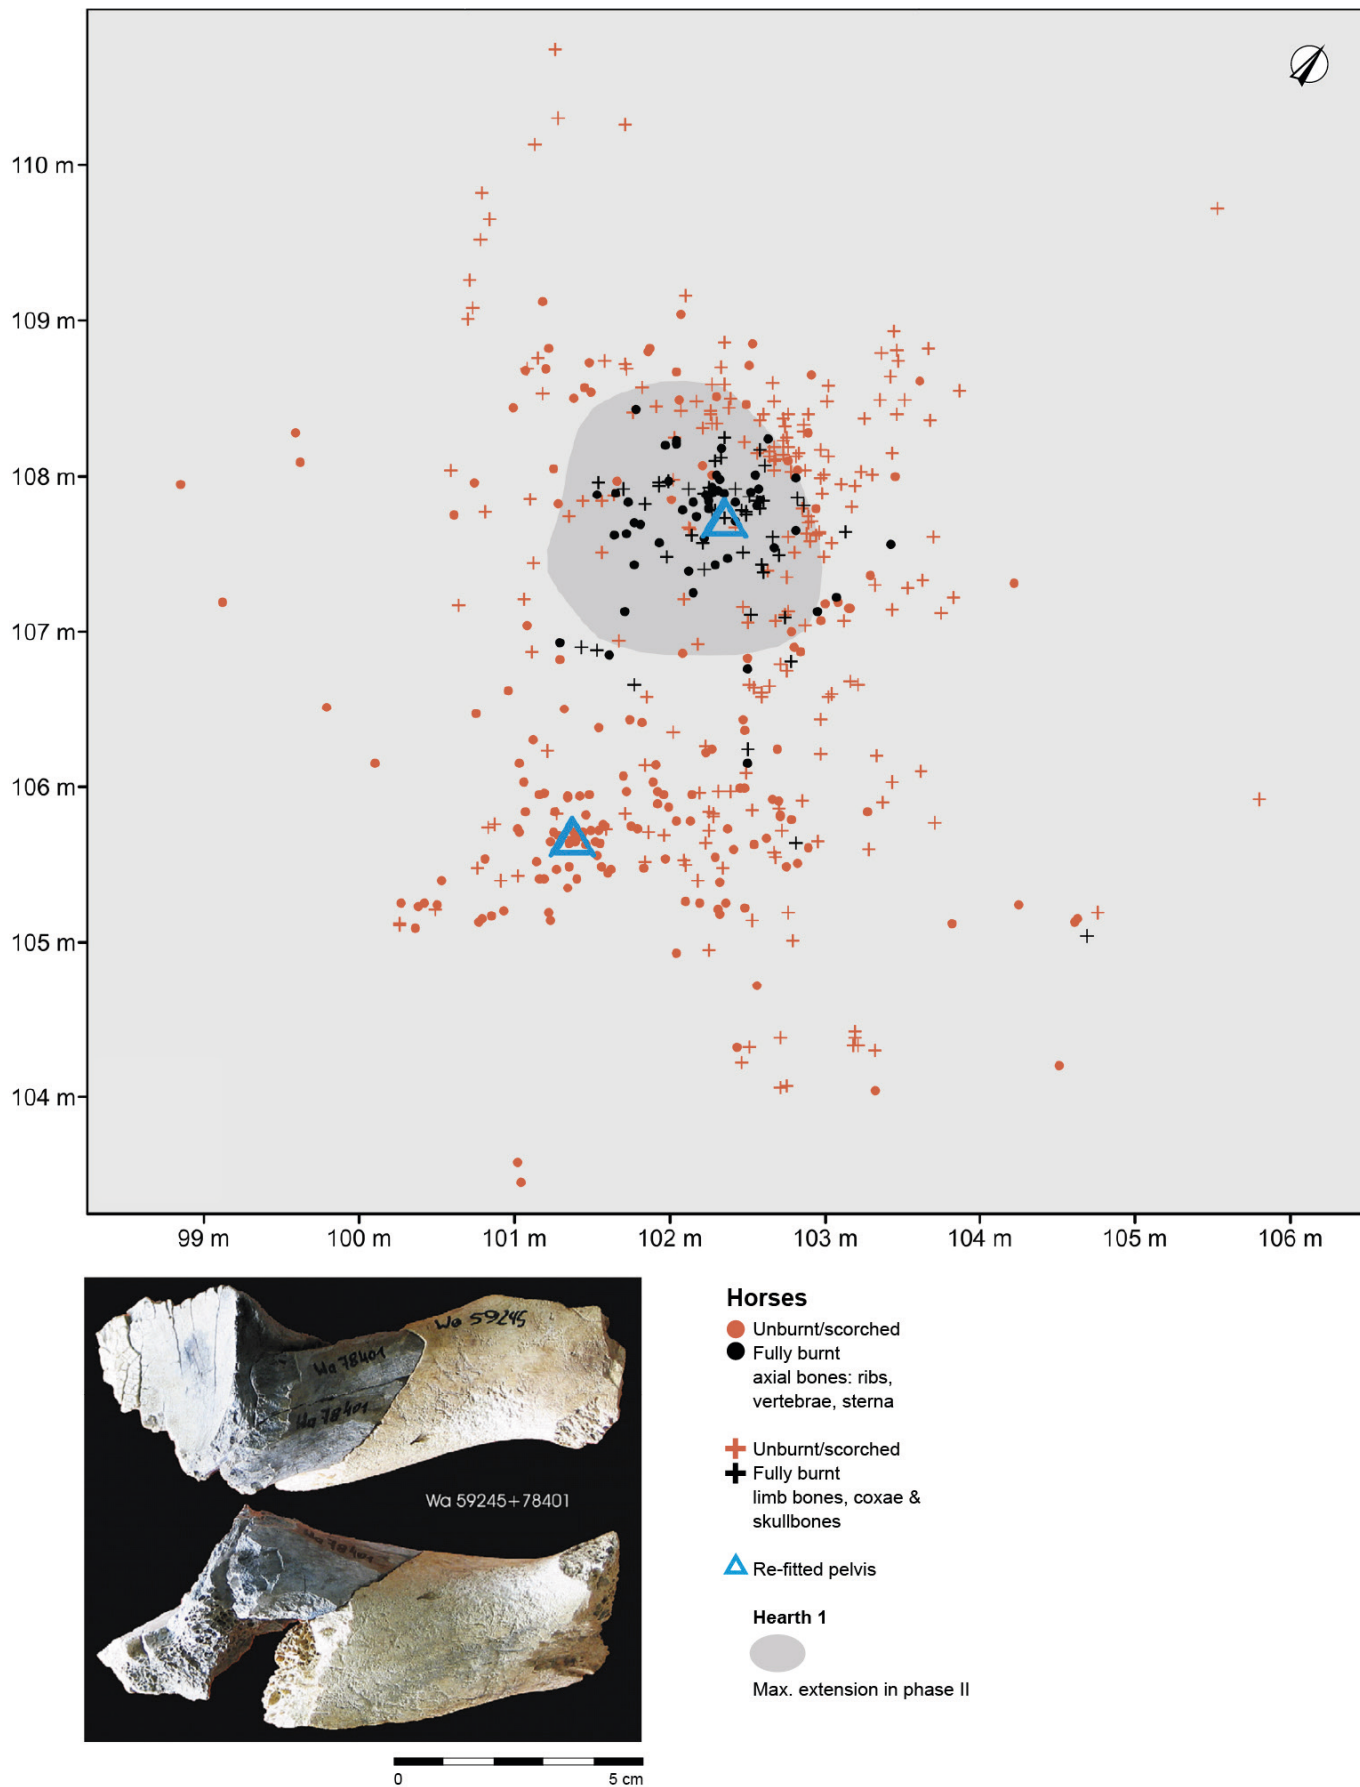 110 m
109 m
108 m
107 m
106 m
105 m
104 m
99 m 100 m 101 m 102 m 103 m 104 m 105 m 106 m
Wa 59245
Wa 78401
Wa 78401
Wa 59245+78401
Wa 78401
0 5 cm
Horses
Unburnt/scorched
Fully burnt
axial bones: ribs,
vertebrae, sterna
Unburnt/scorched
Fully burnt
limb bones, coxae &
skullbones
Re-fitted pelvis
Hearth 1
Max. extension in phase II